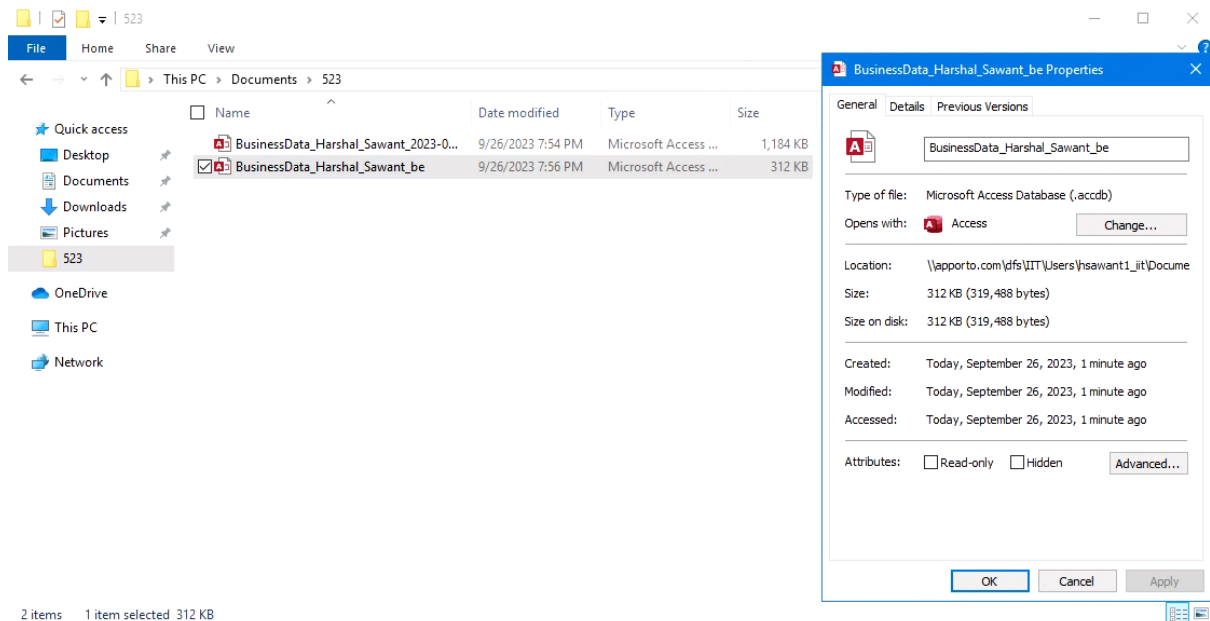 523
File Home Share View
This PC > Documents > 523
Name Date modified Type Size
BusinessData_Harshal_Sawant_2023-0... 9/26/2023 7:54 PM Microsoft Access ... 1,184 KB
BusinessData_Harshal_Sawant_be 9/26/2023 7:56 PM Microsoft Access ... 312 KB
Quick access
Desktop
Documents
Downloads
Pictures
523
OneDrive
This PC
Network
2 items 1 item selected 312 KB
BusinessData_Harshal_Sawant_be Properties
General Details Previous Versions
BusinessData_Harshal_Sawant_be
Type of file: Microsoft Access Database (.accdb)
Opens with: Access Change...
Location: \\apporto.com\dfs\IIT\Users\hsawant1_iit\Docume
Size: 312 KB (319,488 bytes)
Size on disk: 312 KB (319,488 bytes)
Created: Today, September 26, 2023, 1 minute ago
Modified: Today, September 26, 2023, 1 minute ago
Accessed: Today, September 26, 2023, 1 minute ago
Attributes: Read-only Hidden Advanced...
OK Cancel Apply